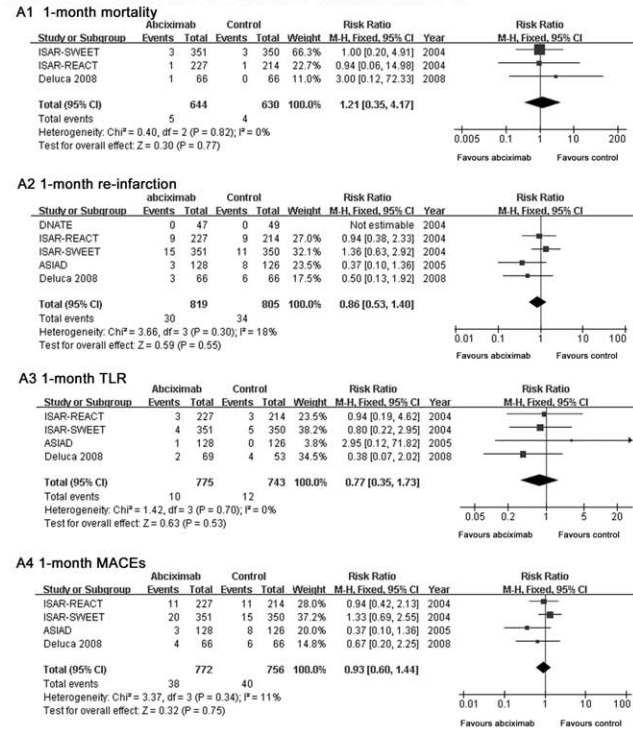 A1 1-month mortality
Abciximab Control Risk Ratio Risk Ratio
Study or Subgroup Events Total Events Total Weight M-H, Fixed, 95% CI Year M-H, Fixed, 95% CI
ISAR-SWEET 3 351 3 350 66.3% 1.00 [0.20, 4.91] 2004
ISAR-REACT 1 227 1 214 22.7% 0.94 [0.06, 14.98] 2004
Deluca 2008 1 66 0 66 11.0% 3.00 [0.12, 72.33] 2008
Total (95% CI) 644 630 100.0% 1.21 [0.35, 4.17]
Total events 5 4
Heterogeneity: Chi² = 0.40, df = 2 (P = 0.82); I² = 0%
Test for overall effect: Z = 0.30 (P = 0.77)
0.005 0.1 1 10 200
Favours abciximab Favours control
A2 1-month re-infarction
abciximab Control Risk Ratio Risk Ratio
Study or Subgroup Events Total Events Total Weight M-H, Fixed, 95% CI Year M-H, Fixed, 95% CI
DNATE 0 47 0 49 Not estimable 2004
ISAR-REACT 9 227 9 214 27.0% 0.94 [0.38, 2.33] 2004
ISAR-SWEET 15 351 11 350 32.1% 1.36 [0.63, 2.92] 2004
ASIAD 3 128 8 126 23.5% 0.37 [0.10, 1.36] 2005
Deluca 2008 3 66 6 66 17.5% 0.50 [0.13, 1.92] 2008
Total (95% CI) 819 805 100.0% 0.86 [0.53, 1.40]
Total events 30 34
Heterogeneity: Chi² = 3.66, df = 3 (P = 0.30); I² = 18%
Test for overall effect: Z = 0.59 (P = 0.55)
0.01 0.1 1 10 100
Favours abciximab Favours control
A3 1-month TLR
Abciximab Control Risk Ratio Risk Ratio
Study or Subgroup Events Total Events Total Weight M-H, Fixed, 95% CI Year M-H, Fixed, 95% CI
ISAR-REACT 3 227 3 214 23.5% 0.94 [0.19, 4.62] 2004
ISAR-SWEET 4 351 5 350 38.2% 0.80 [0.22, 2.95] 2004
ASIAD 1 128 0 126 3.8% 2.95 [0.12, 71.82] 2005
Deluca 2008 2 69 4 53 34.5% 0.38 [0.07, 2.02] 2008
Total (95% CI) 775 743 100.0% 0.77 [0.35, 1.73]
Total events 10 12
Heterogeneity: Chi² = 1.42, df = 3 (P = 0.70); I² = 0%
Test for overall effect: Z = 0.63 (P = 0.53)
0.05 0.2 1 5 20
Favours abciximab Favours control
A4 1-month MACEs
Abciximab Control Risk Ratio Risk Ratio
Study or Subgroup Events Total Events Total Weight M-H, Fixed, 95% CI Year M-H, Fixed, 95% CI
ISAR-REACT 11 227 11 214 28.0% 0.94 [0.42, 2.13] 2004
ISAR-SWEET 20 351 15 350 37.2% 1.33 [0.69, 2.55] 2004
ASIAD 3 128 8 126 20.0% 0.37 [0.10, 1.36] 2005
Deluca 2008 4 66 6 66 14.8% 0.67 [0.20, 2.25] 2008
Total (95% CI) 772 756 100.0% 0.93 [0.60, 1.44]
Total events 38 40
Heterogeneity: Chi² = 3.37, df = 3 (P = 0.34); I² = 11%
Test for overall effect: Z = 0.32 (P = 0.75)
0.01 0.1 1 10 100
Favours abciximab Favours control